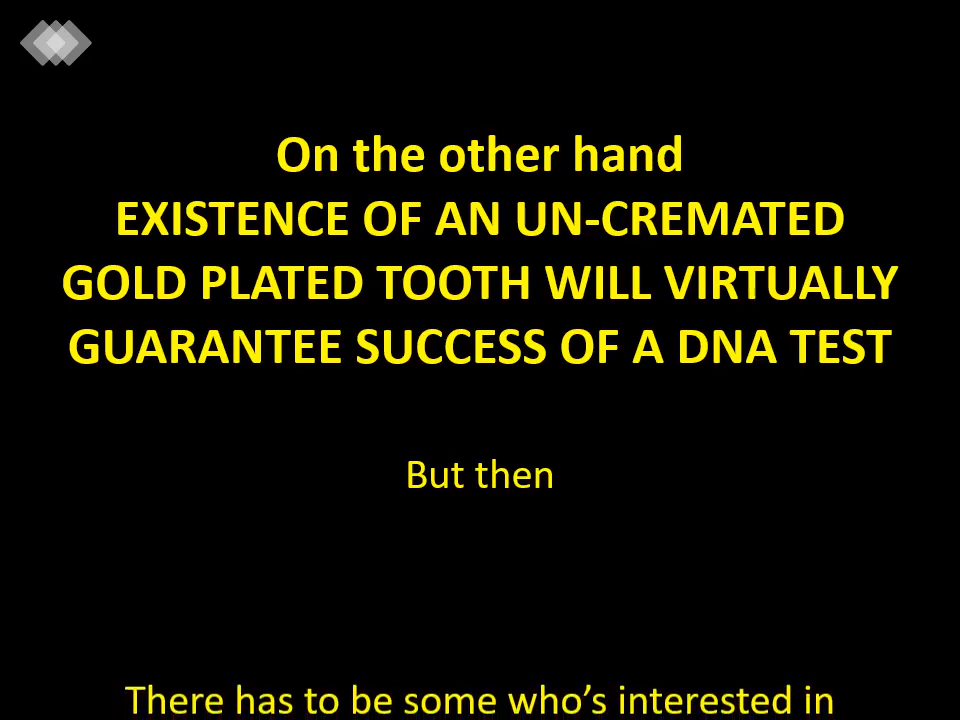 On the other hand
EXISTENCE OF AN UN-CREMATED
GOLD PLATED TOOTH WILL VIRTUALLY
GUARANTEE SUCCESS OF A DNA TEST
But then
There has to be some who’s interested in